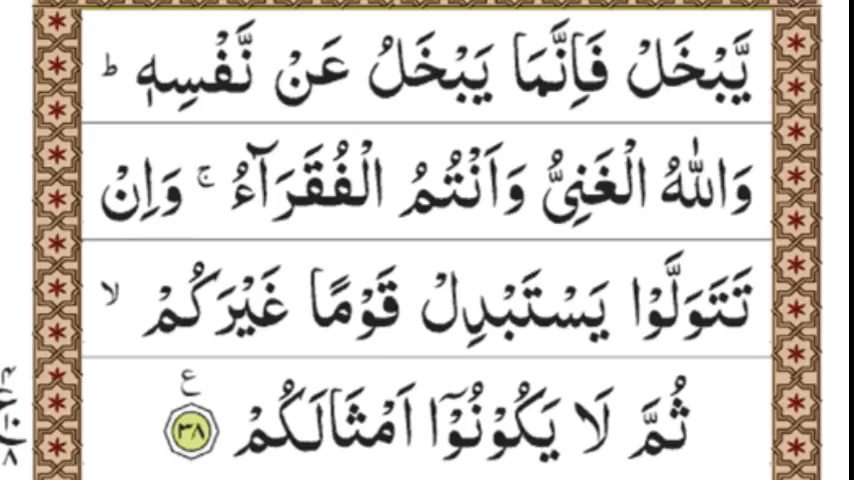 يَّبْخَلْ فَاِنَّمَا يَبْخَلُ عَنْ نَّفْسِهٖ ؕ
وَاللّٰهُ الْغَنِىُّ وَاَنْتُمُ الْفُقَرَآءُ ۚ وَاِنْ
تَتَوَلَّوْا يَسْتَبْدِلْ قَوْمًا غَيْرَكُمْ ۙ
ثُمَّ لَا يَكُوْنُوْۤا اَمْثَالَكُمْ ع ٣٨